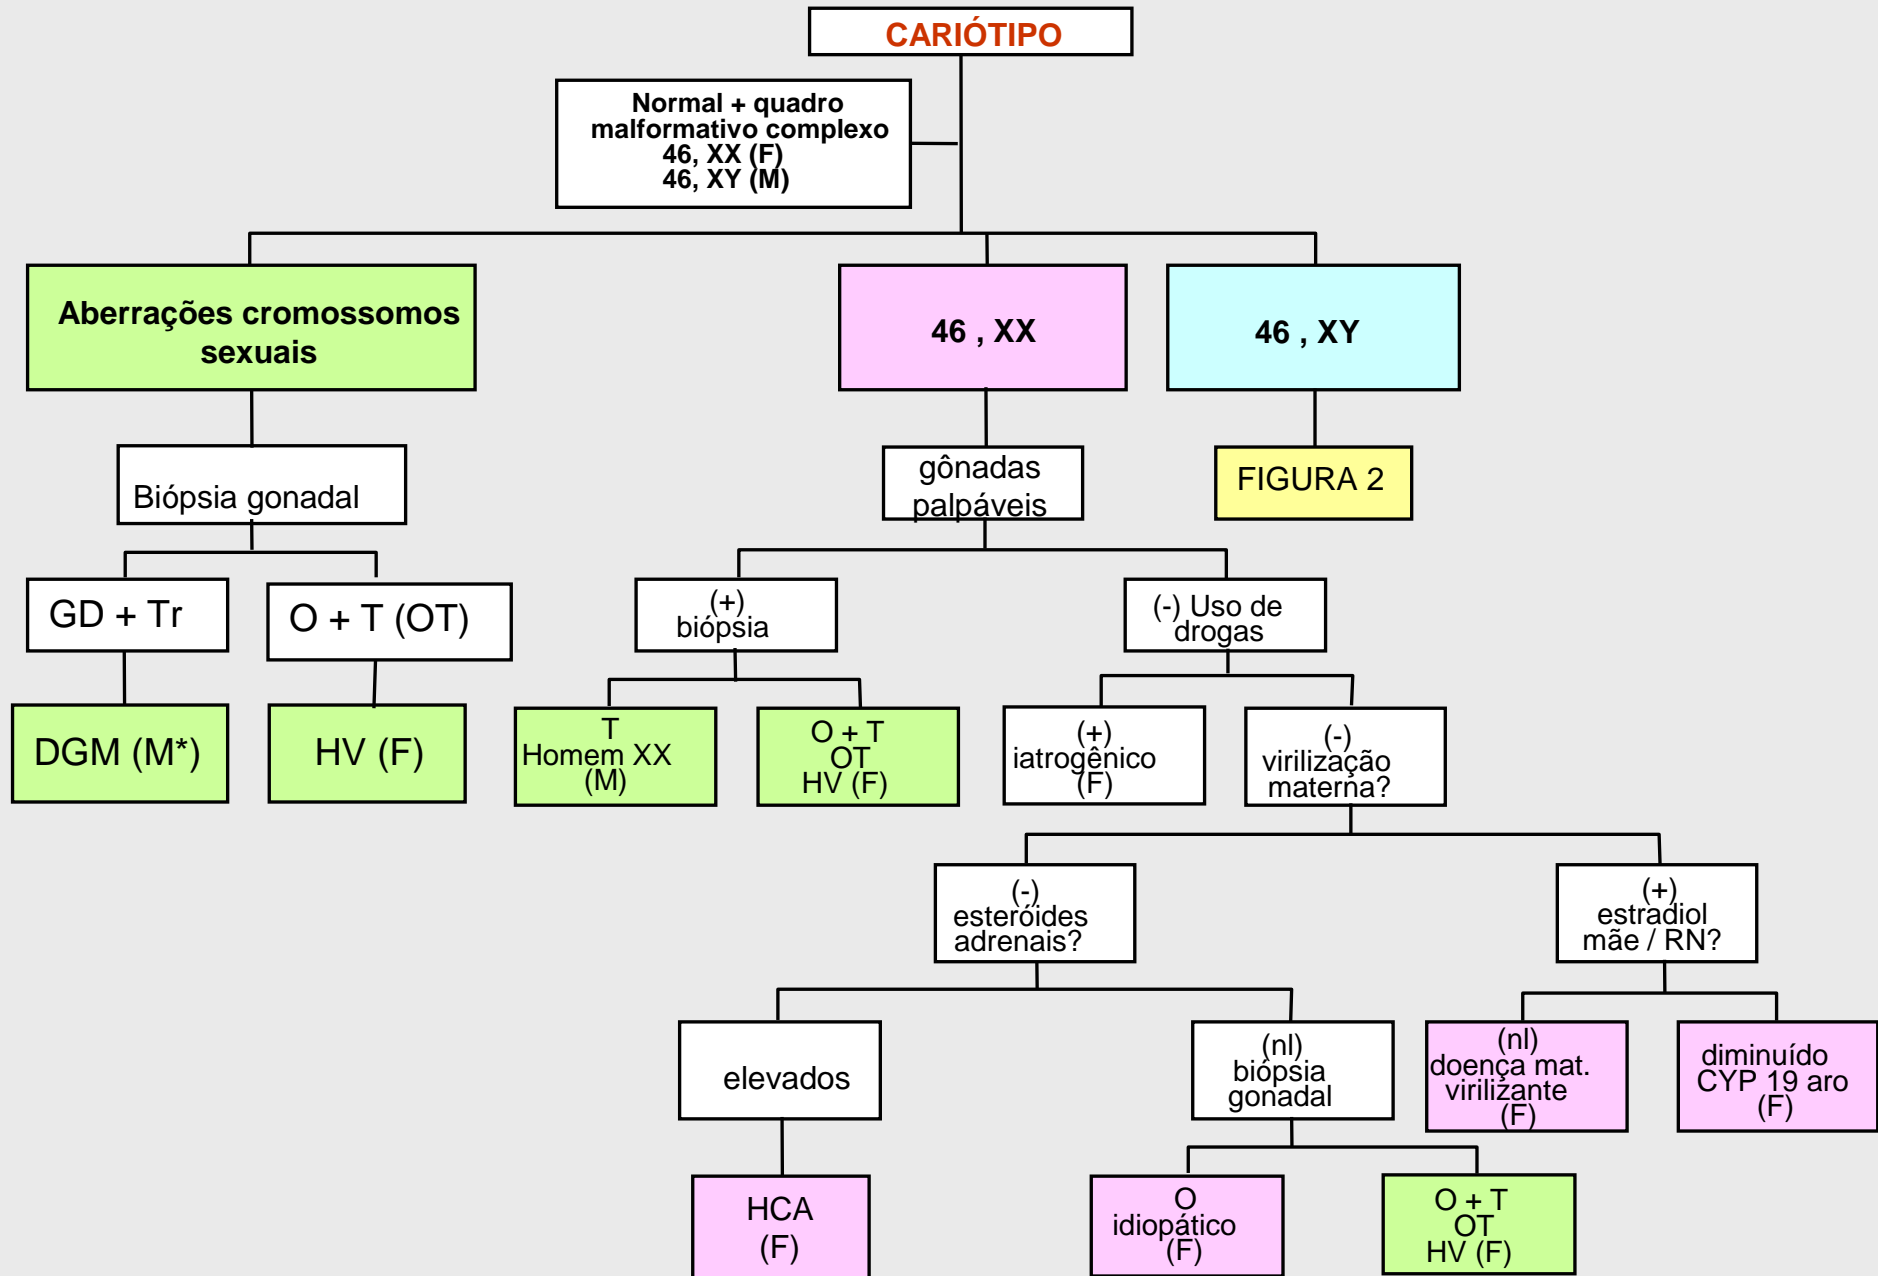 CARIÓTIPO
Normal + quadro
malformativo complexo
46, XX (F)
46, XY (M)
Aberrações cromossomos
sexuais
46 , XX
46 , XY
Biópsia gonadal
gônadas
palpáveis
FIGURA 2
GD + Tr
O + T (OT)
(+)
biópsia
(-) Uso de
drogas
DGM (M*)
HV (F)
T
Homem XX
(M)
O + T
OT
HV (F)
(+)
iatrogênico
(F)
(-)
virilização
materna?
(-)
esteróides
adrenais?
(+)
estradiol
mãe / RN?
elevados
(nl)
biópsia
gonadal
(nl)
doença mat.
virilizante
(F)
diminuído
CYP 19 aro
(F)
HCA
(F)
O
idiopático
(F)
O + T
OT
HV (F)